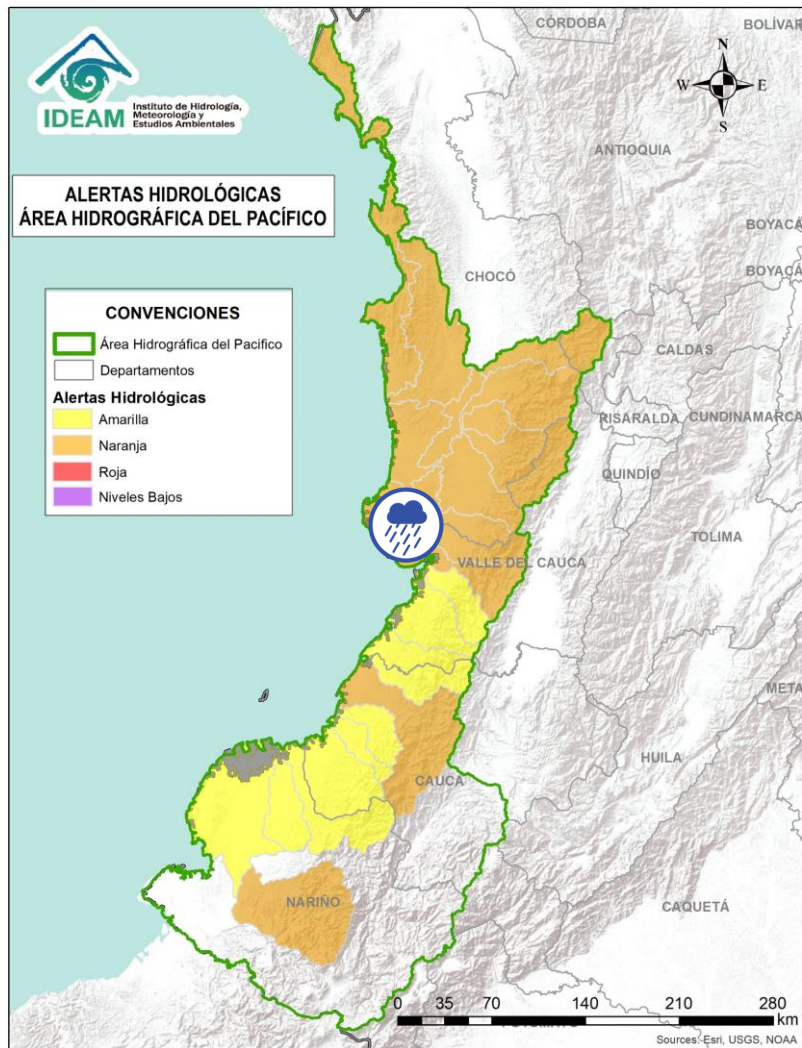 IDEAM
Instituto de Hidrología,
Meteorología y
Estudios Ambientales
ALERTAS HIDROLÓGICAS
ÁREA HIDROGRÁFICA DEL PACÍFICO
CONVENCIONES
Área Hidrográfica del Pacifico
Departamentos
Alertas Hidrológicas
Amarilla
Naranja
Roja
Niveles Bajos
N
W
E
S
CÓRDOBA
BOLÍVAR
ANTIOQUIA
BOYACÁ
BOYACÁ
CHOCÓ
CALDAS
RISARALDA
CUNDINAMARCA
QUINDÍO
TOLIMA
VALLE DEL CAUCA
META
HUILA
CAUCA
NARIÑO
CAQUETÁ
0 35 70 140 210 280
km
Sources: Esri, USGS, NOAA